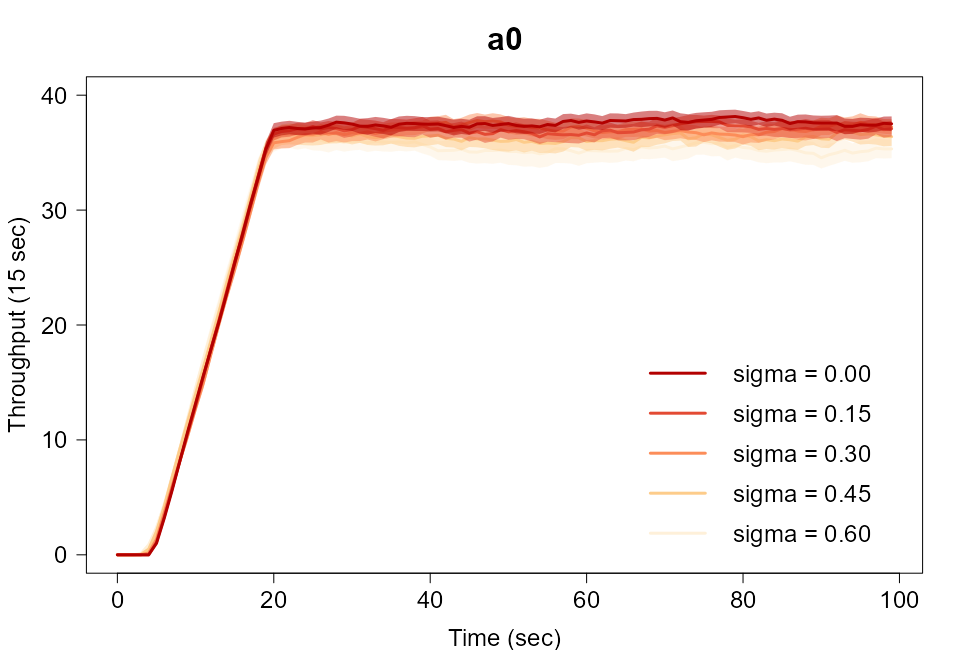 a0
Throughput (15 sec)
40
30
20
10
0
sigma = 0.00
sigma = 0.15
sigma = 0.30
sigma = 0.45
sigma = 0.60
0 20 40 60 80 100
Time (sec)